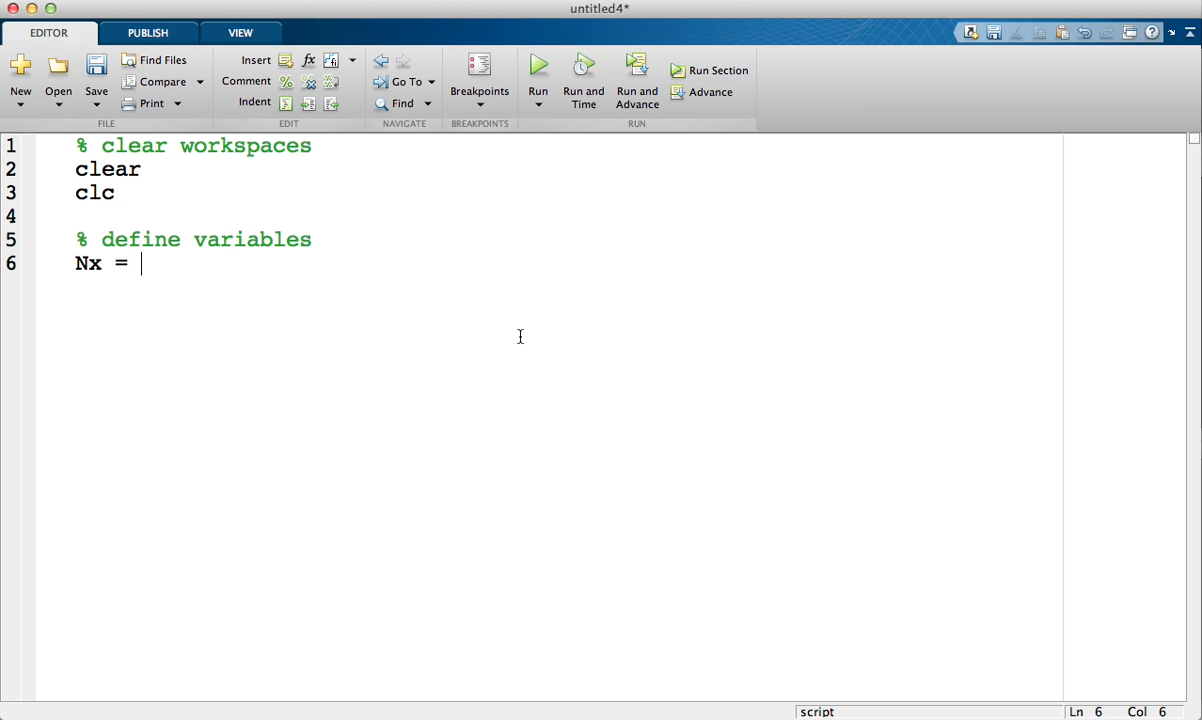 untitled4*
EDITOR PUBLISH VIEW
New
Open
Save
Find Files
Compare
Print
FILE
Insert
Comment
Indent
EDIT
Go To
Find
NAVIGATE
Breakpoints
BREAKPOINTS
Run
Run and Time
Run and Advance
Run Section
Advance
RUN
1 % clear workspaces
2 clear
3 clc
4
5 % define variables
6 Nx =
script Ln 6 Col 6